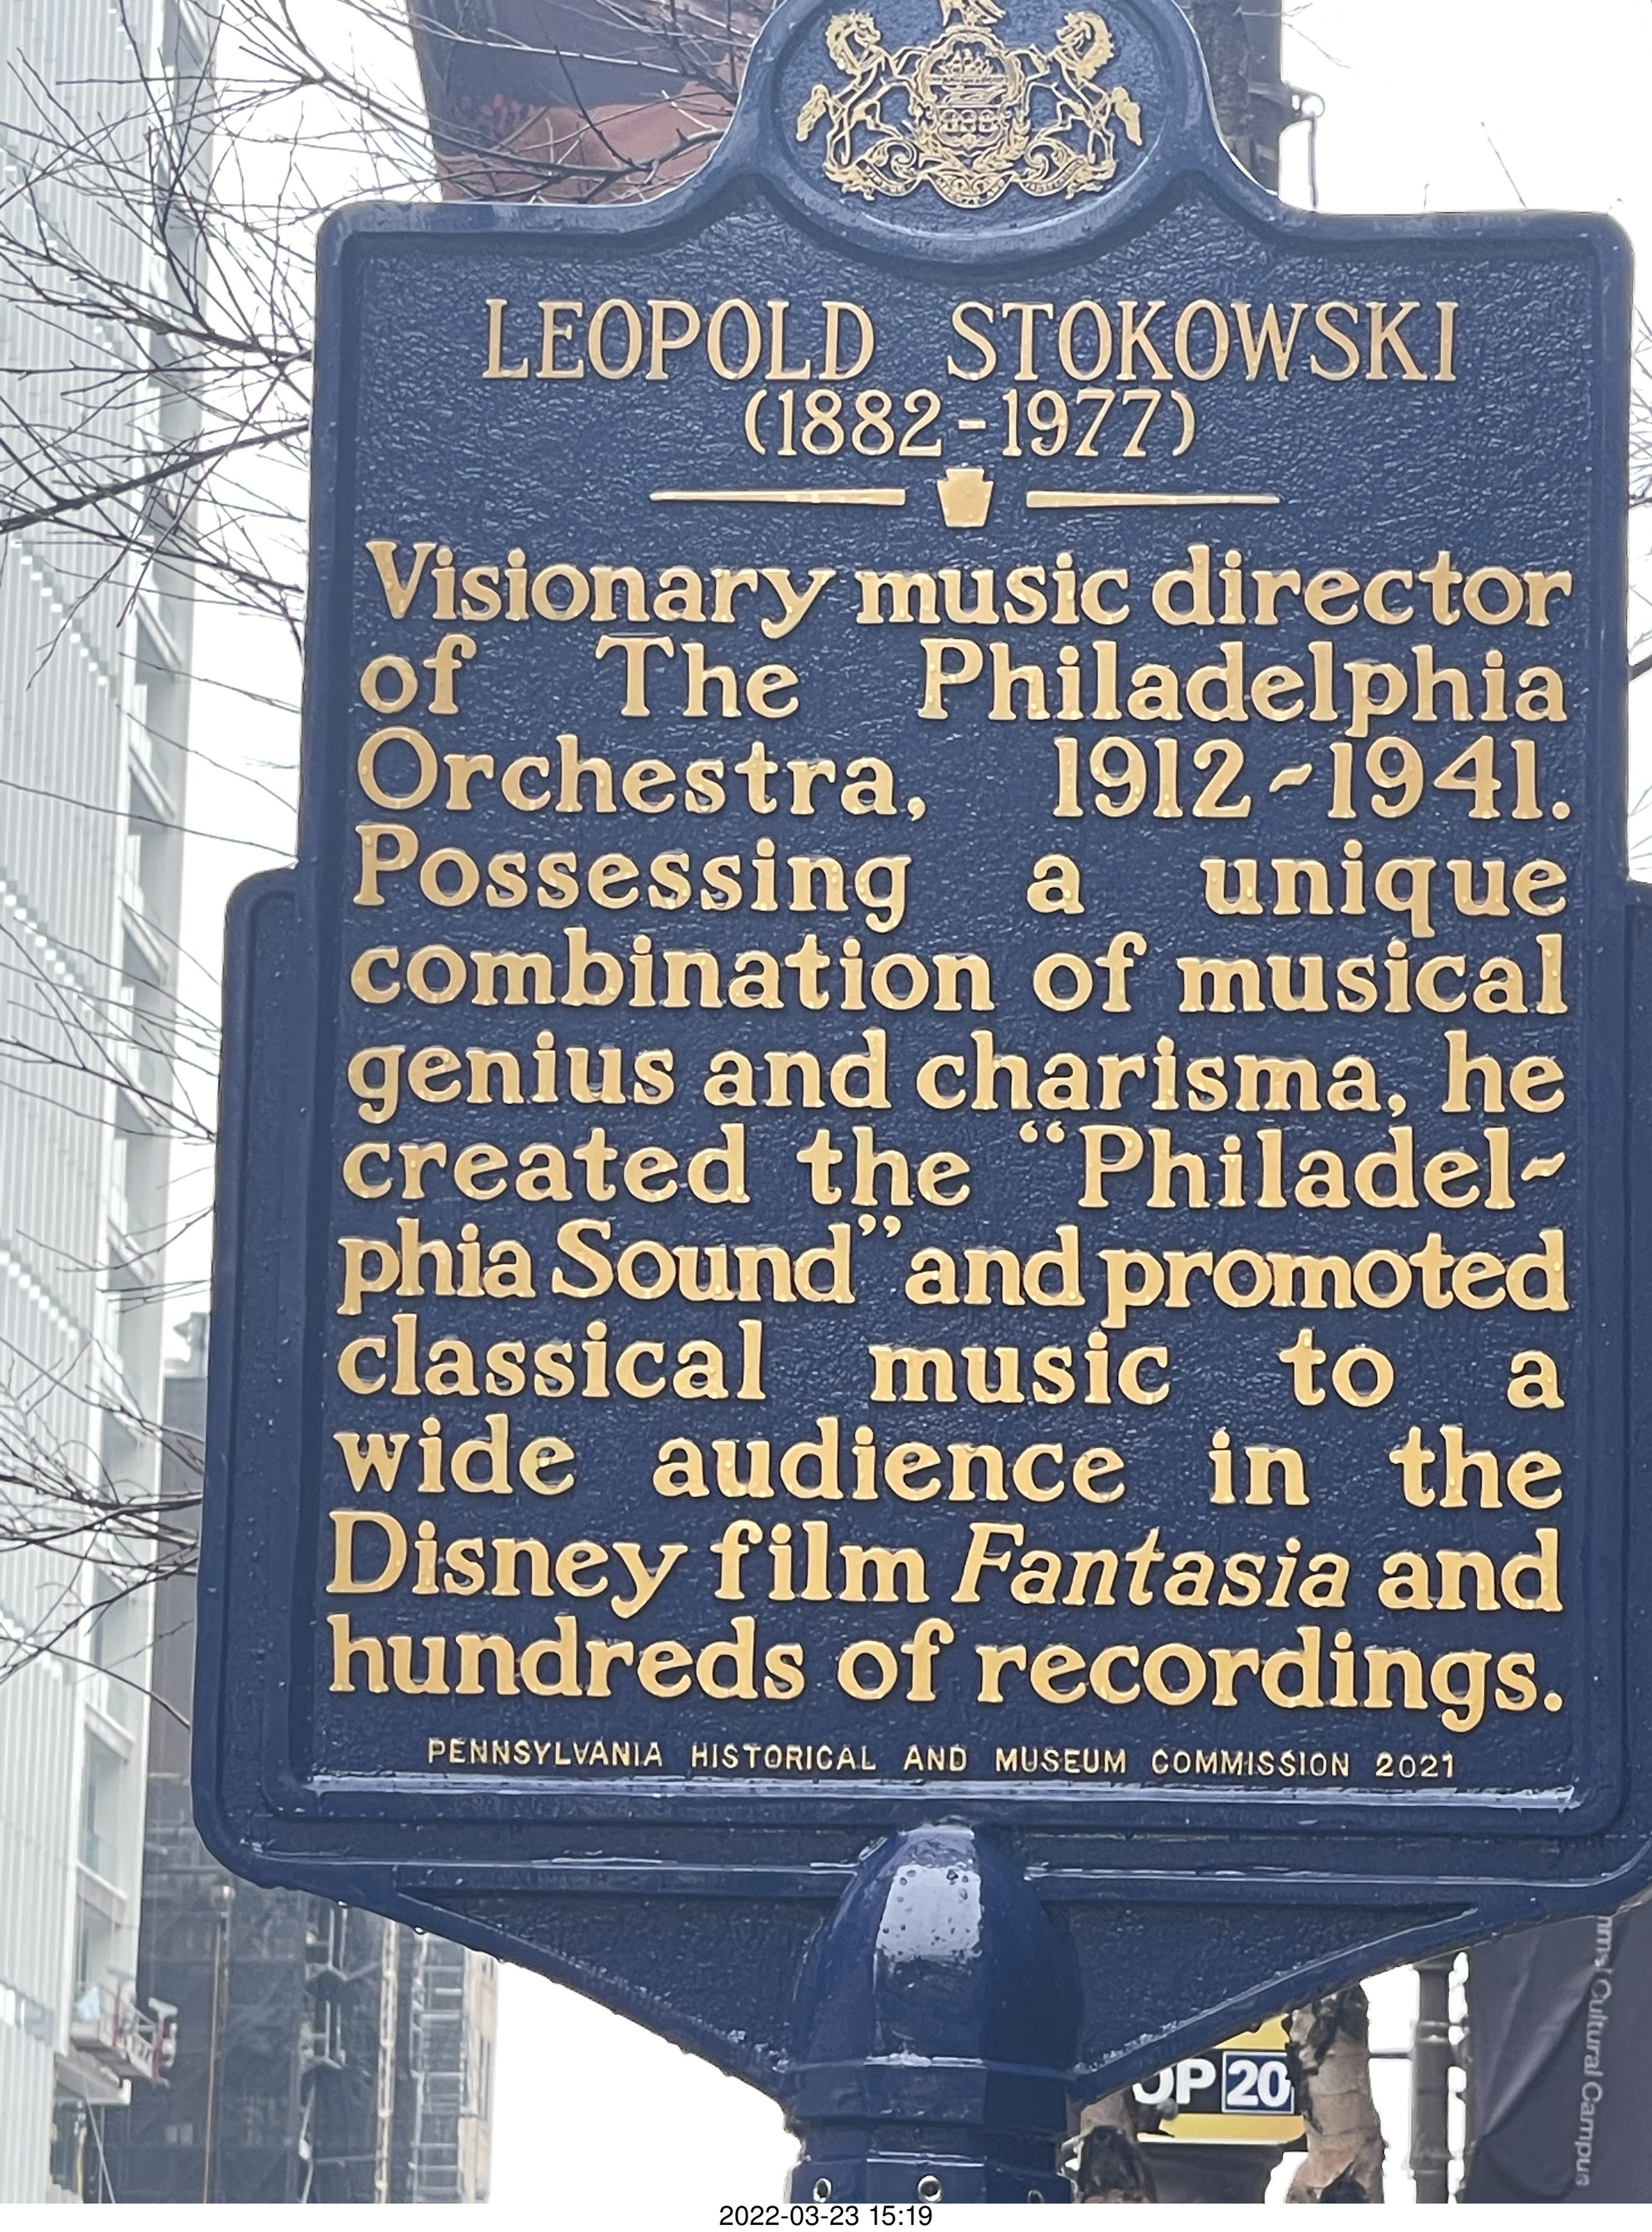 LEOPOLD STOKOWSKI
(1882-1977)
Visionary music director
of The Philadelphia
Orchestra, 1912-1941.
Possessing a unique
combination of musical
genius and charisma, he
created the “Philadel-
phia Sound” and promoted
classical music to a
wide audience in the
Disney film Fantasia and
hundreds of recordings.
PENNSYLVANIA HISTORICAL AND MUSEUM COMMISSION 2021
OP 20
Cultural Campus
2022-03-23 15:19